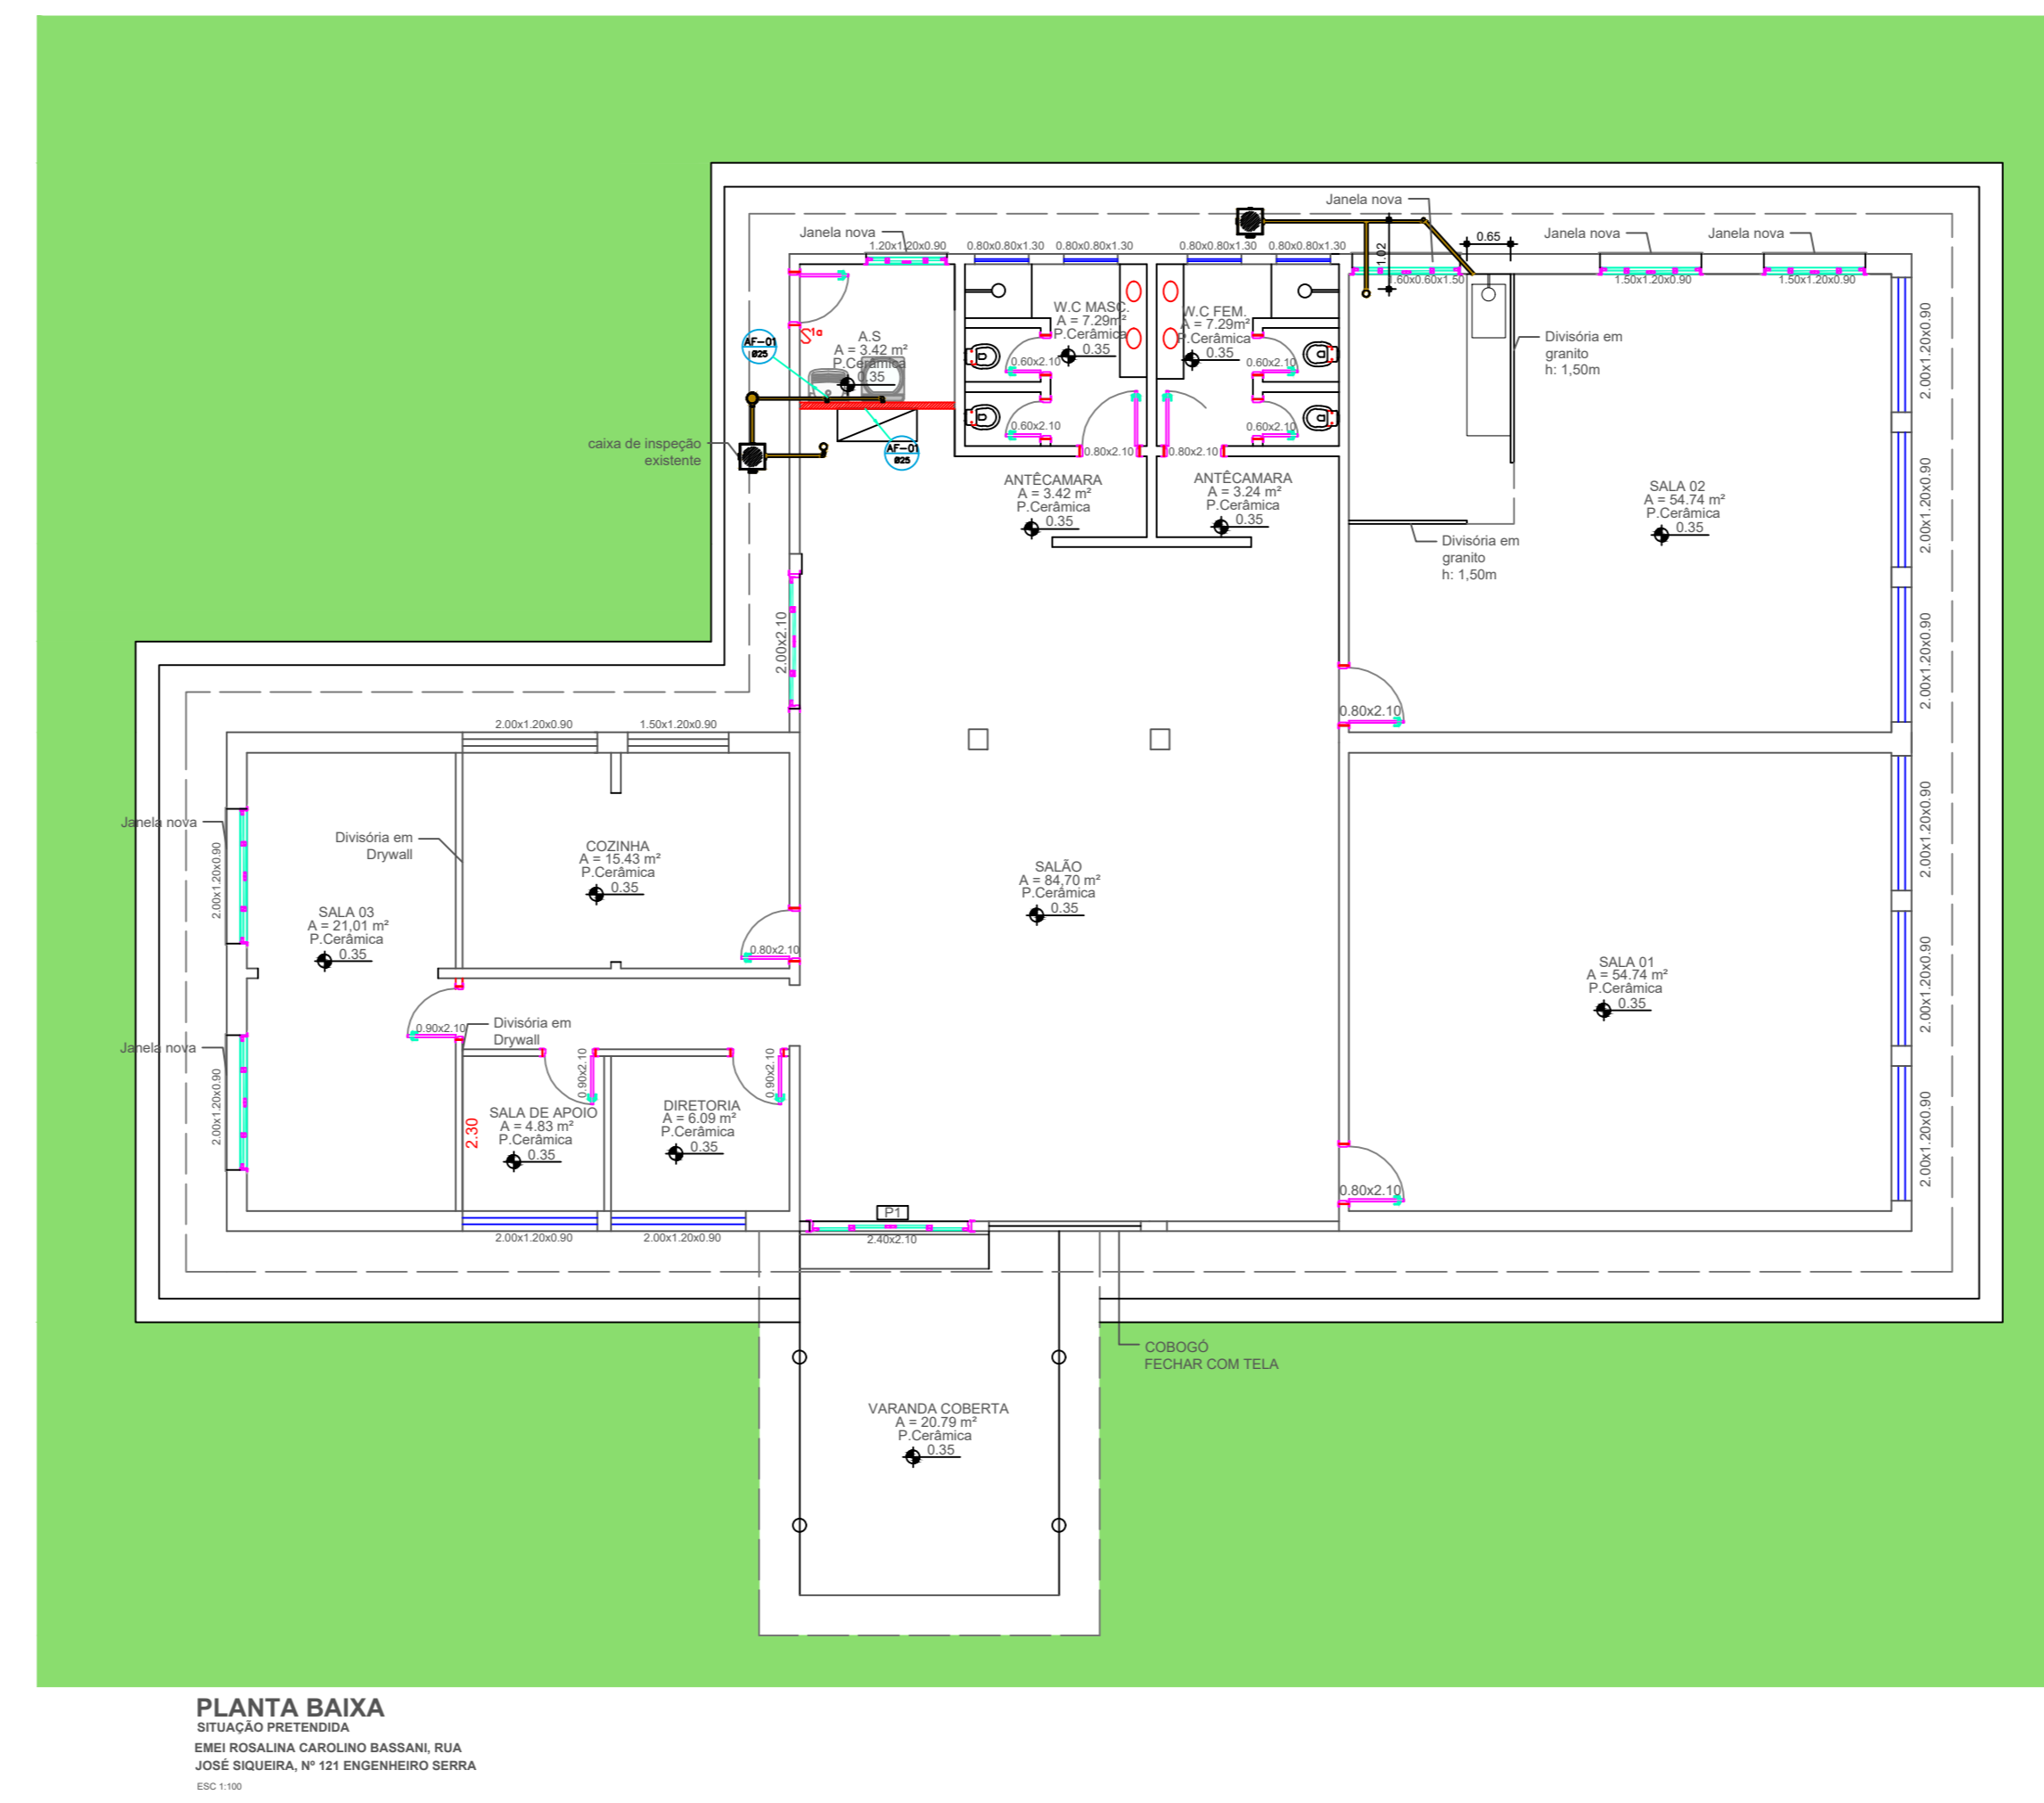 Janela nova
Janela nova
1.20x1.20x0.90
0.80x0.80x1.30
0.80x0.80x1.30
0.80x0.80x1.30
0.80x0.80x1.30
1.02
0.65
Janela nova
Janela nova
1.60x0.60x1.50
1.50x1.20x0.90
1.50x1.20x0.90
AF-01
ø25
S1a
A.S
A = 3.42 m²
P.Cerâmica
0.35
W.C MASC.
A = 7.29m²
P.Cerâmica
0.35
W.C FEM.
A = 7.29m²
P.Cerâmica
0.35
0.60x2.10
0.60x2.10
0.60x2.10
0.60x2.10
Divisória em
granito
h: 1,50m
2.00x1.20x0.90
caixa de inspeção
existente
AF-01
ø25
0.80x2.10
0.80x2.10
ANTÊCAMARA
A = 3.42 m²
P.Cerâmica
0.35
ANTÊCAMARA
A = 3.24 m²
P.Cerâmica
0.35
SALA 02
A = 54.74 m²
P.Cerâmica
0.35
2.00x1.20x0.90
Divisória em
granito
h: 1,50m
2.00x2.10
2.00x1.20x0.90
0.80x2.10
2.00x1.20x0.90
1.50x1.20x0.90
Janela nova
2.00x1.20x0.90
Divisória em
Drywall
COZINHA
A = 15.43 m²
P.Cerâmica
0.35
SALÃO
A = 84,70 m²
P.Cerâmica
0.35
2.00x1.20x0.90
SALA 03
A = 21,01 m²
P.Cerâmica
0.35
0.80x2.10
SALA 01
A = 54.74 m²
P.Cerâmica
0.35
2.00x1.20x0.90
0.90x2.10
Divisória em
Drywall
Janela nova
2.00x1.20x0.90
0.90x2.10
0.90x2.10
2.30
SALA DE APOIO
A = 4.83 m²
P.Cerâmica
0.35
DIRETORIA
A = 6.09 m²
P.Cerâmica
0.35
2.00x1.20x0.90
0.80x2.10
P1
2.00x1.20x0.90
2.00x1.20x0.90
2.40x2.10
COBOGÓ
FECHAR COM TELA
VARANDA COBERTA
A = 20.79 m²
P.Cerâmica
0.35
PLANTA BAIXA
SITUAÇÃO PRETENDIDA
EMEI ROSALINA CAROLINO BASSANI, RUA
JOSÉ SIQUEIRA, Nº 121 ENGENHEIRO SERRA
ESC 1:100